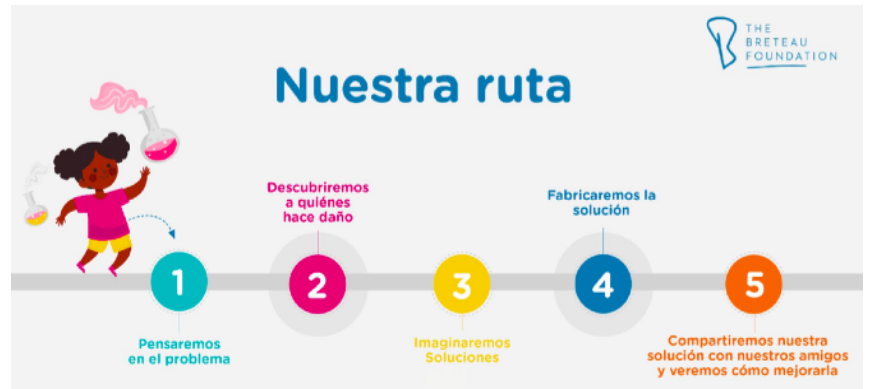 THE
BRETEAU
FOUNDATION
Nuestra ruta
Descubriremos
a quiénes
hace daño
Fabricaremos la
solución
1
2
3
4
5
Pensaremos
en el problema
Imaginaremos
Soluciones
Compartiremos nuestra
solución con nuestros amigos
y veremos cómo mejorarla